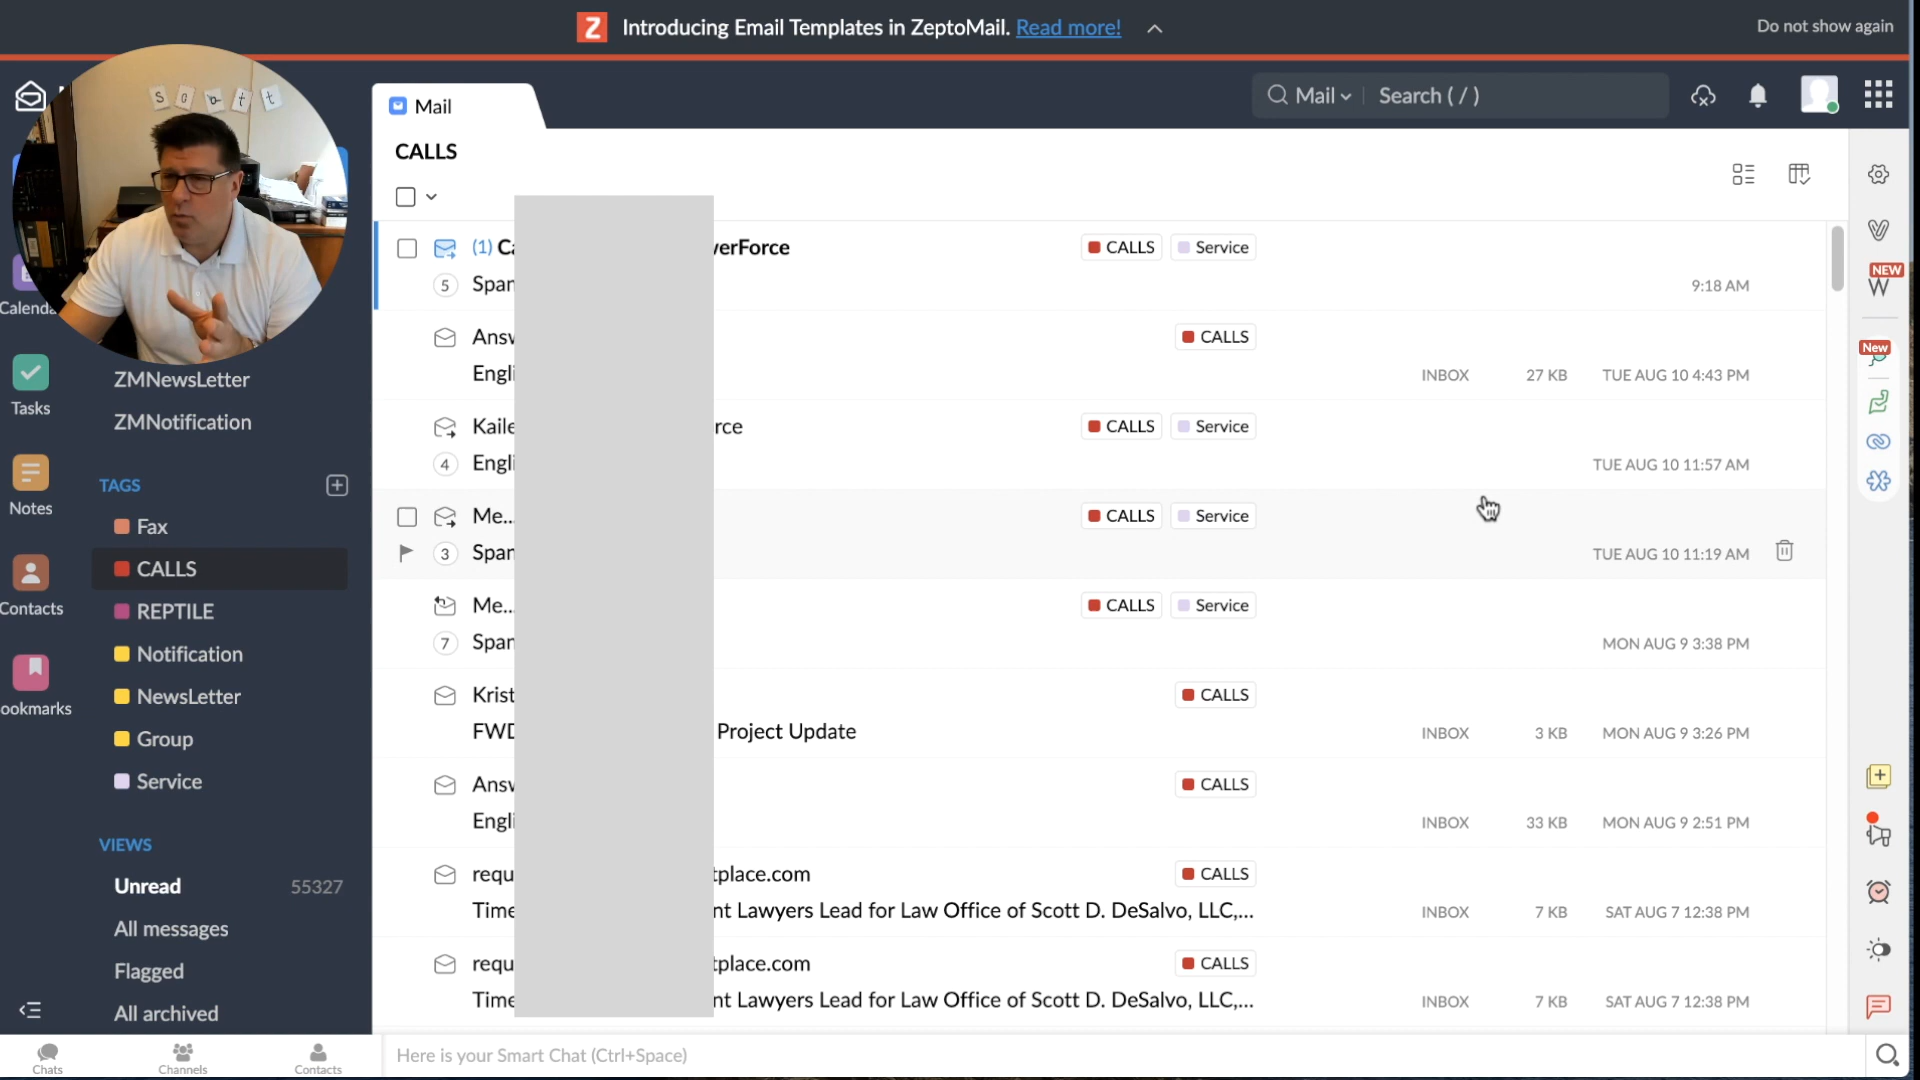 Z Introducing Email Templates in ZeptoMail. Read more!
Do not show again
S c o t t
Mail
Mail
Search ( / )
CALLS
(1)
verForce
CALLS
Service
5
9:18 AM
CALLS
INBOX
27 KB
TUE AUG 10 4:43 PM
rce
CALLS
Service
4
TUE AUG 10 11:57 AM
Me...
CALLS
Service
3
TUE AUG 10 11:19 AM
Me...
CALLS
Service
7
MON AUG 9 3:38 PM
CALLS
FWD
Project Update
INBOX
3 KB
MON AUG 9 3:26 PM
CALLS
INBOX
33 KB
MON AUG 9 2:51 PM
requ
tplace.com
CALLS
Time
nt Lawyers Lead for Law Office of Scott D. DeSalvo, LLC,...
INBOX
7 KB
SAT AUG 7 12:38 PM
requ
tplace.com
CALLS
Time
nt Lawyers Lead for Law Office of Scott D. DeSalvo, LLC,...
INBOX
7 KB
SAT AUG 7 12:38 PM
Calenda
Tasks
Notes
Contacts
ookmarks
ZMNewsLetter
ZMNotification
TAGS
Fax
CALLS
REPTILE
Notification
NewsLetter
Group
Service
VIEWS
Unread
55327
All messages
Flagged
All archived
NEW
New
Chats
Channels
Contacts
Here is your Smart Chat (Ctrl+Space)